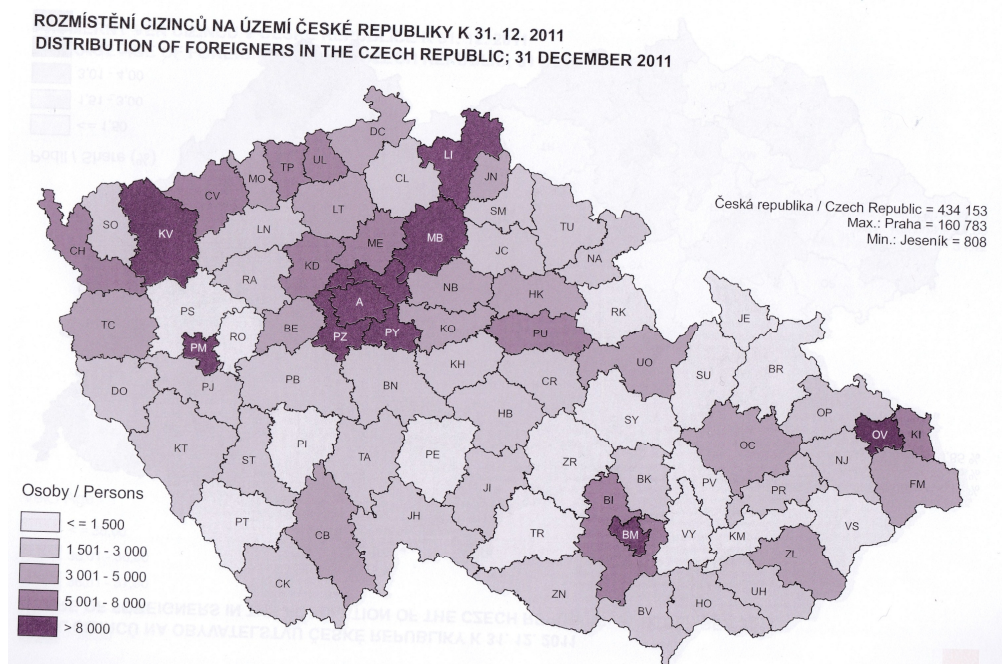 ROZMÍSTĚNÍ CIZINCŮ NA ÚZEMÍ ČESKÉ REPUBLIKY K 31. 12. 2011
DISTRIBUTION OF FOREIGNERS IN THE CZECH REPUBLIC; 31 DECEMBER 2011
Česká republika / Czech Republic = 434 153
Max.: Praha = 160 783
Min.: Jeseník = 808
DC
LI
UL
TP
MO
CL
JN
CV
LT
SM
SO
KV
LN
TU
CH
ME
MB
JC
NA
KD
RA
NB
HK
A
PS
RK
JE
TC
BE
KO
PY
PZ
PU
RO
PM
UO
KH
BR
SU
PB
BN
CR
DO
PJ
HB
OP
SY
OV
KI
PI
OC
KT
ST
TA
PE
ZR
NJ
BK
PV
PR
FM
JI
BI
JH
PT
VS
CB
TR
BM
VY
KM
ZL
CK
ZN
UH
HO
BV
Osoby / Persons
< = 1 500
1 501 - 3 000
3 001 - 5 000
5 001 - 8 000
> 8 000